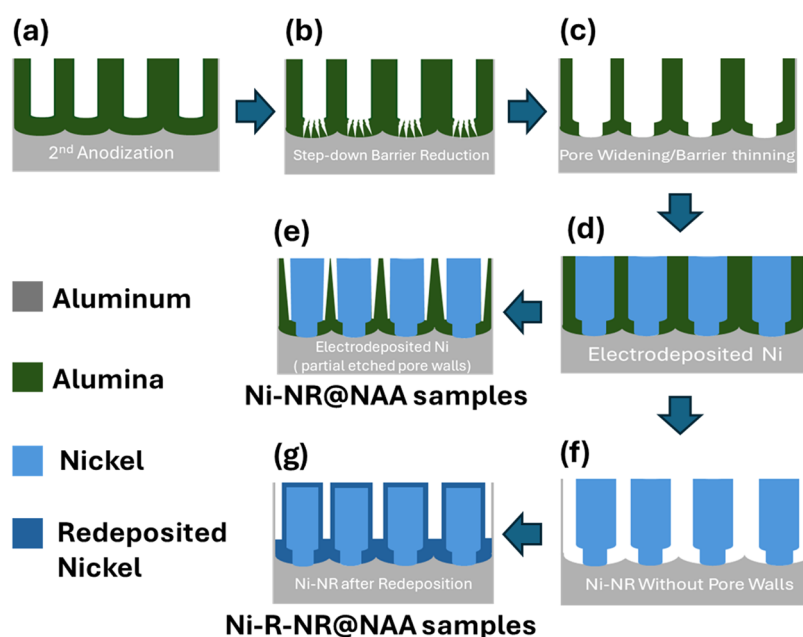 (a)
(b)
(c)
2nd Anodization
Step-down Barrier Reduction
Pore Widening/Barrier thinning
(e)
(d)
Aluminum
Alumina
Nickel
Redeposited
Nickel
Electrodeposited Ni
( partial etched pore walls)
Ni-NR@NAA samples
Electrodeposited Ni
(g)
(f)
Ni-NR after Redeposition
Ni-NR Without Pore Walls
Ni-R-NR@NAA samples